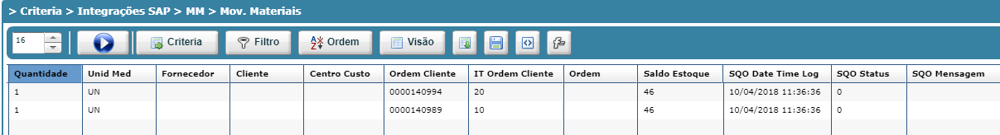 > Criteria > Integrações SAP > MM > Mov. Materiais
16 Criteria Filtro Ordem Visão
Quantidade Unid Med Fornecedor Cliente Centro Custo Ordem Cliente IT Ordem Cliente Ordem Saldo Estoque SQO Date Time Log SQO Status SQO Mensagem
1 UN 0000140994 20 46 10/04/2018 11:36:36 0
1 UN 0000140989 10 46 10/04/2018 11:36:36 0